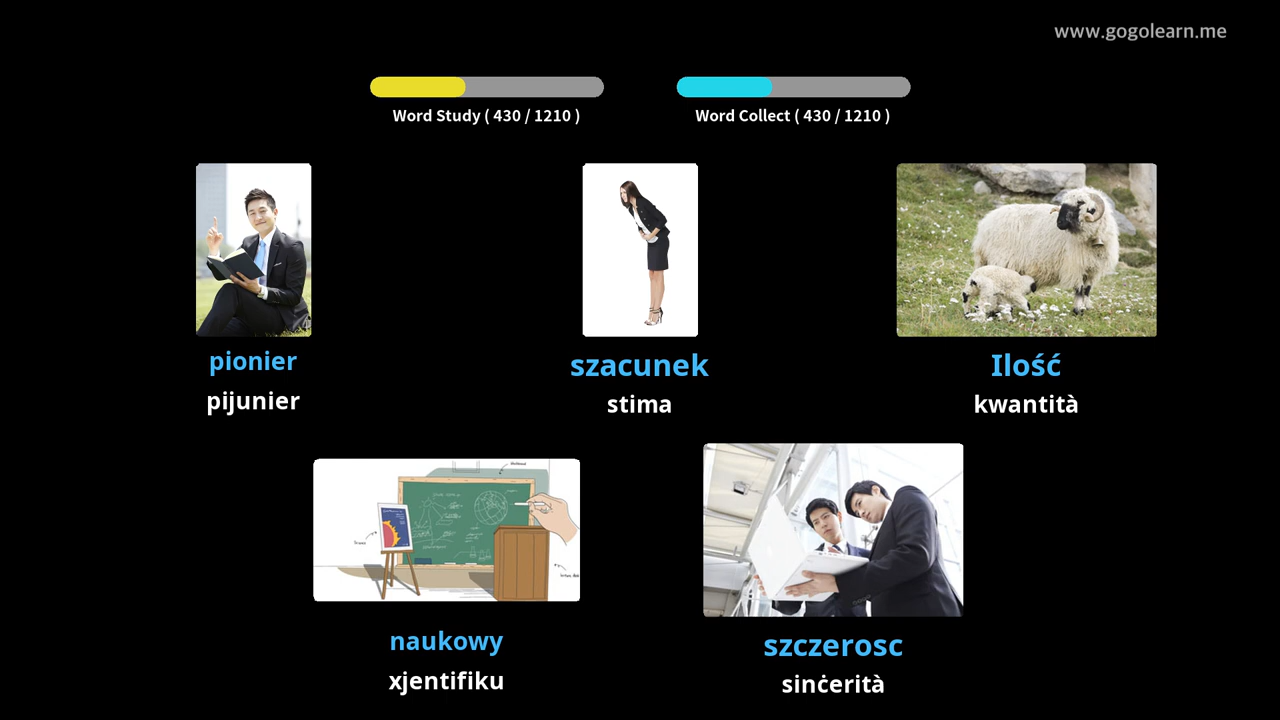 www.gogolearn.me
Word Study ( 430 / 1210 )
Word Collect ( 430 / 1210 )
pionier
pijunier
szacunek
stima
Ilość
kwantità
naukowy
xjentifiku
szczerosc
sinċerità